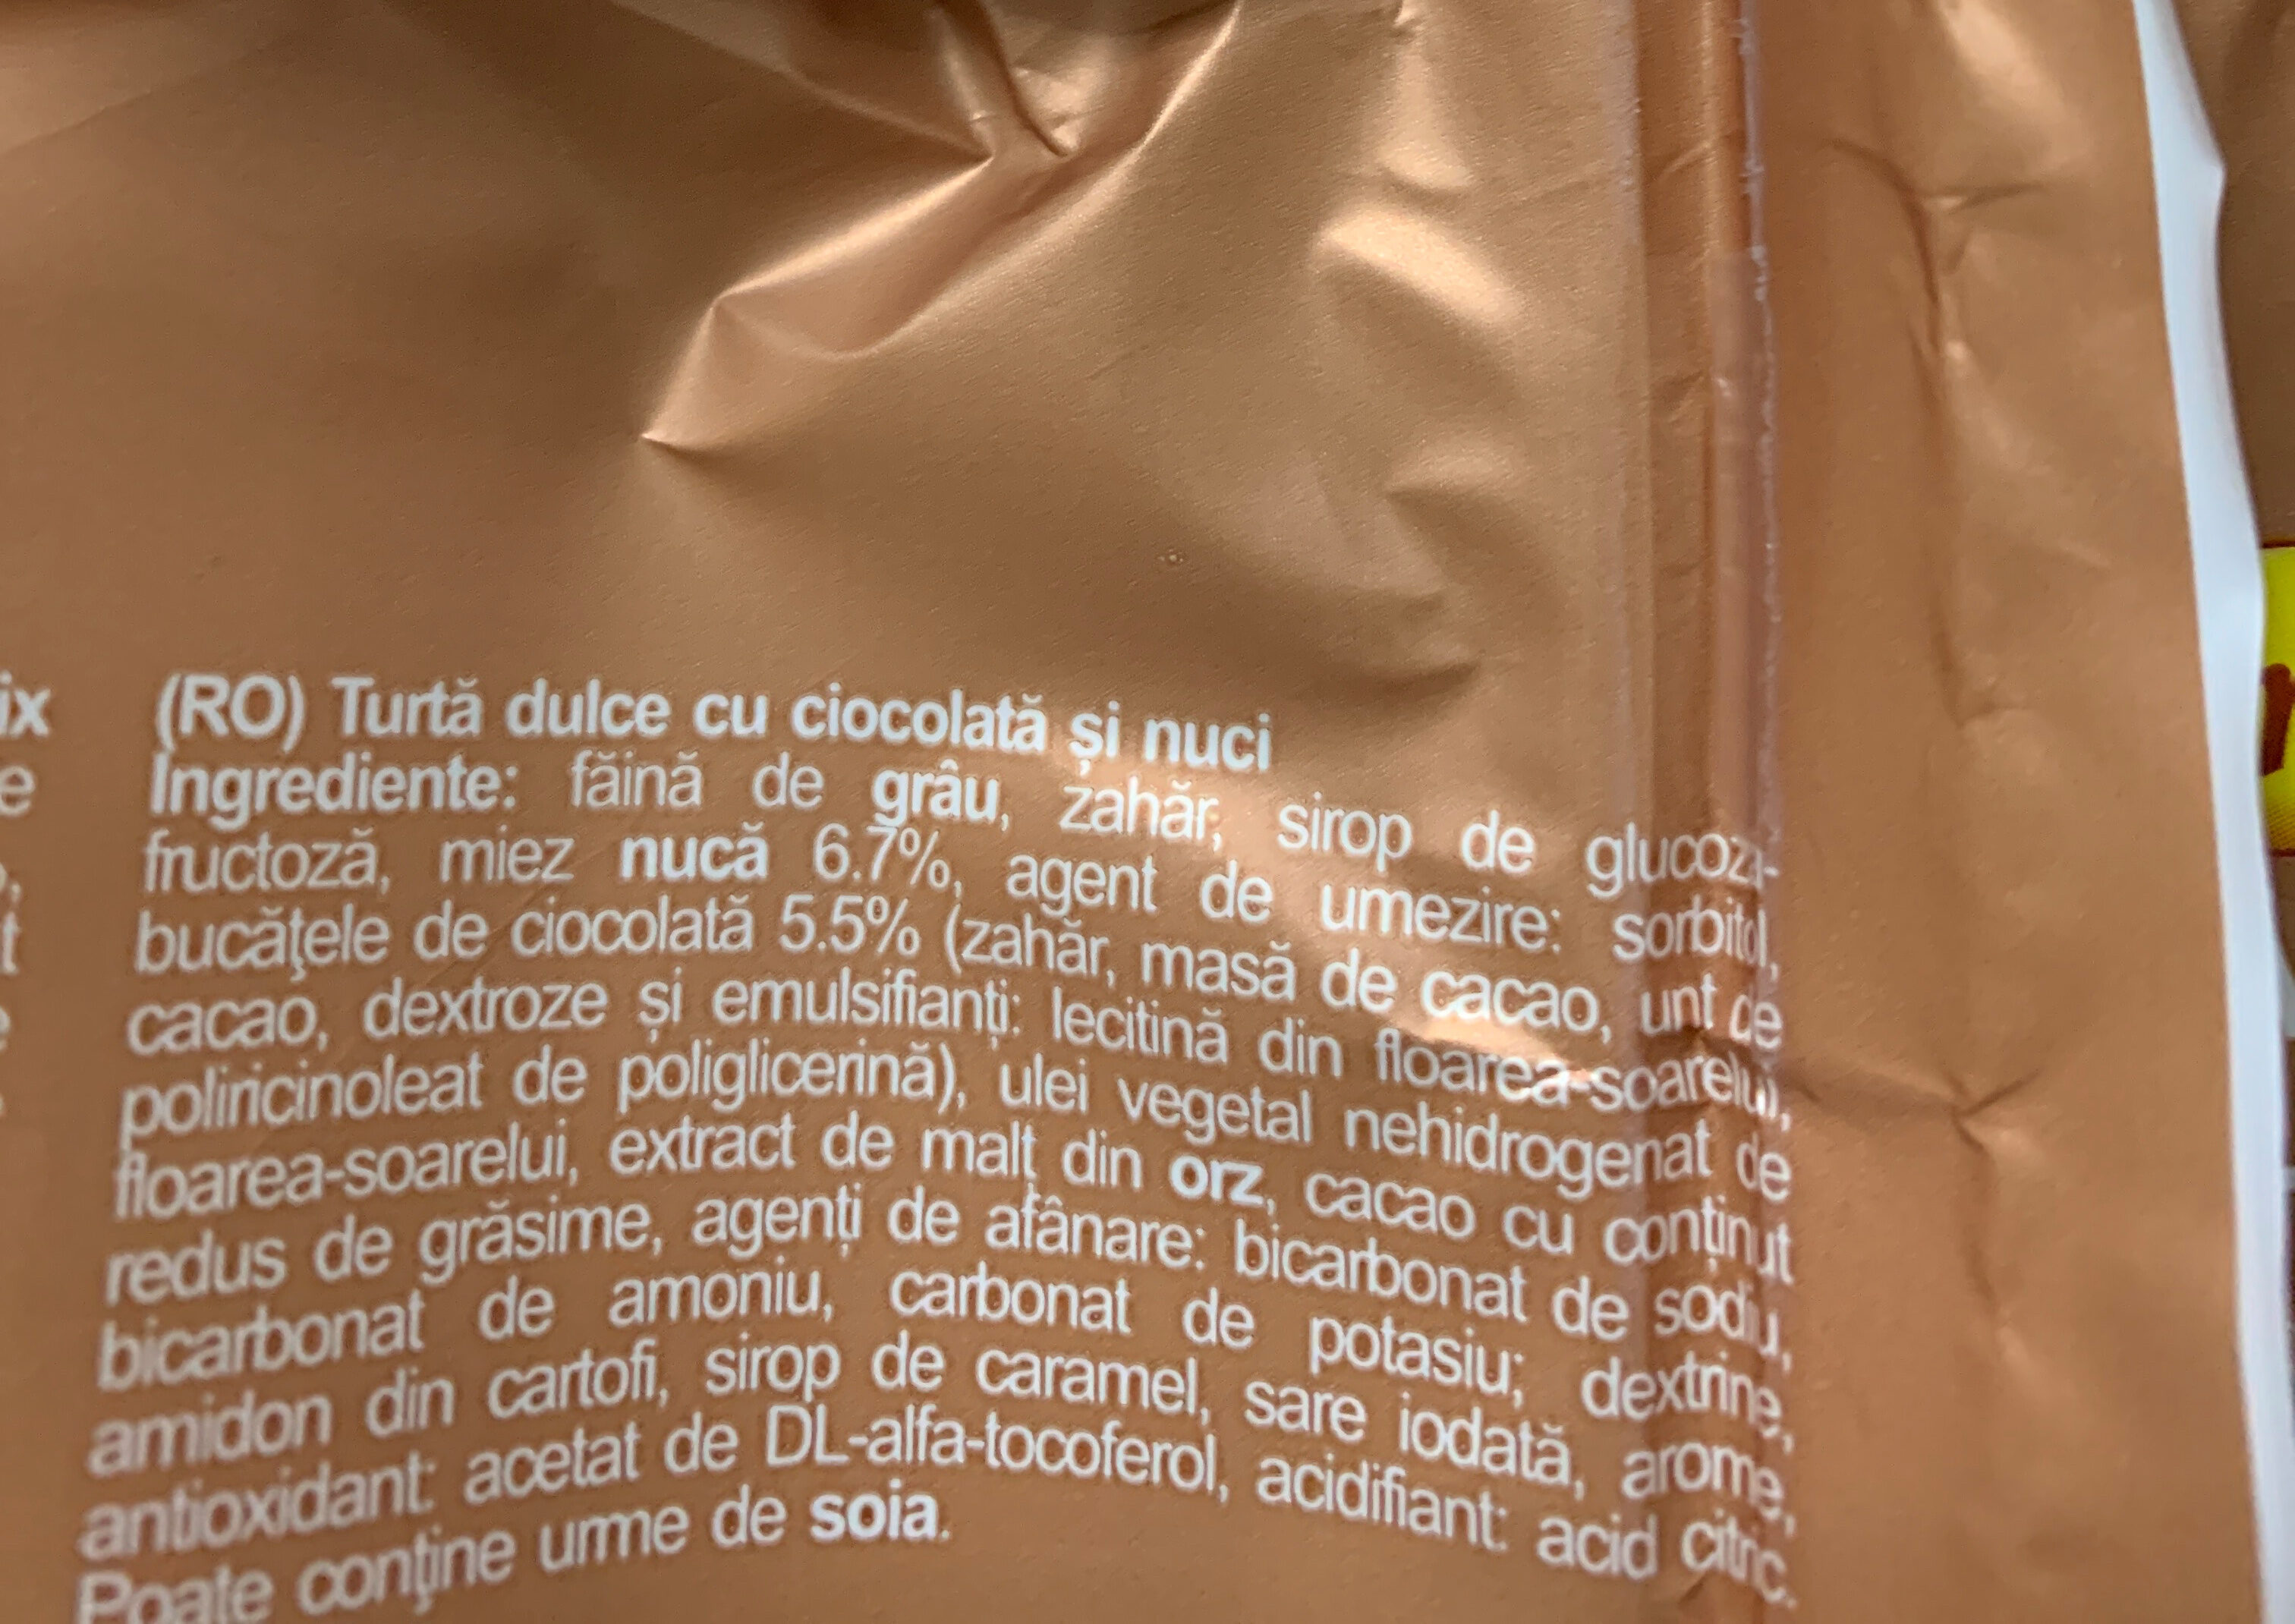 (RO) Turtă dulce cu ciocolată și nuci
Ingrediente: făină de grâu, zahăr, sirop de glucoză-
fructoză, miez nucă 6.7%, agent de umezire: sorbitol,
bucăţele de ciocolată 5.5% (zahăr, masă de cacao, unt de
cacao, dextroze și emulsifianți: lecitină din floarea-soarelui,
poliricinoleat de poliglicerină), ulei vegetal nehidrogenat de
floarea-soarelui, extract de malț din orz, cacao cu conținut
redus de grăsime, agenți de afânare: bicarbonat de sodiu,
bicarbonat de amoniu, carbonat de potasiu; dextrine,
amidon din cartofi, sirop de caramel, sare iodată, arome,
antioxidant: acetat de DL-alfa-tocoferol, acidifiant: acid citric.
Poate conţine urme de soia.